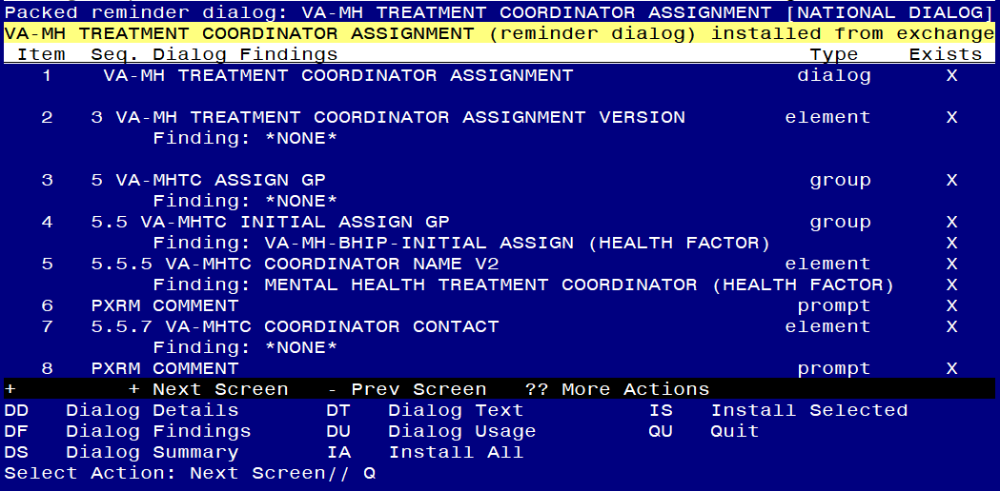 Packed reminder dialog: VA-MH TREATMENT COORDINATOR ASSIGNMENT [NATIONAL DIALOG]
VA-MH TREATMENT COORDINATOR ASSIGNMENT (reminder dialog) installed from exchange
Item  Seq. Dialog Findings  Type  Exists
1  VA-MH TREATMENT COORDINATOR ASSIGNMENT  dialog  X
2  3 VA-MH TREATMENT COORDINATOR ASSIGNMENT VERSION  element  X
Finding: *NONE*
3  5 VA-MHTC ASSIGN GP  group  X
Finding: *NONE*
4  5.5 VA-MHTC INITIAL ASSIGN GP  group  X
Finding: VA-MH-BHIP-INITIAL ASSIGN (HEALTH FACTOR)  X
5  5.5.5 VA-MHTC COORDINATOR NAME V2  element  X
Finding: MENTAL HEALTH TREATMENT COORDINATOR (HEALTH FACTOR)  X
6  PXRM COMMENT  prompt  X
7  5.5.7 VA-MHTC COORDINATOR CONTACT  element  X
Finding: *NONE*
8  PXRM COMMENT  prompt  X
+  + Next Screen  - Prev Screen  ?? More Actions
DD  Dialog Details  DT  Dialog Text  IS  Install Selected
DF  Dialog Findings  DU  Dialog Usage  QU  Quit
DS  Dialog Summary  IA  Install All
Select Action: Next Screen// Q